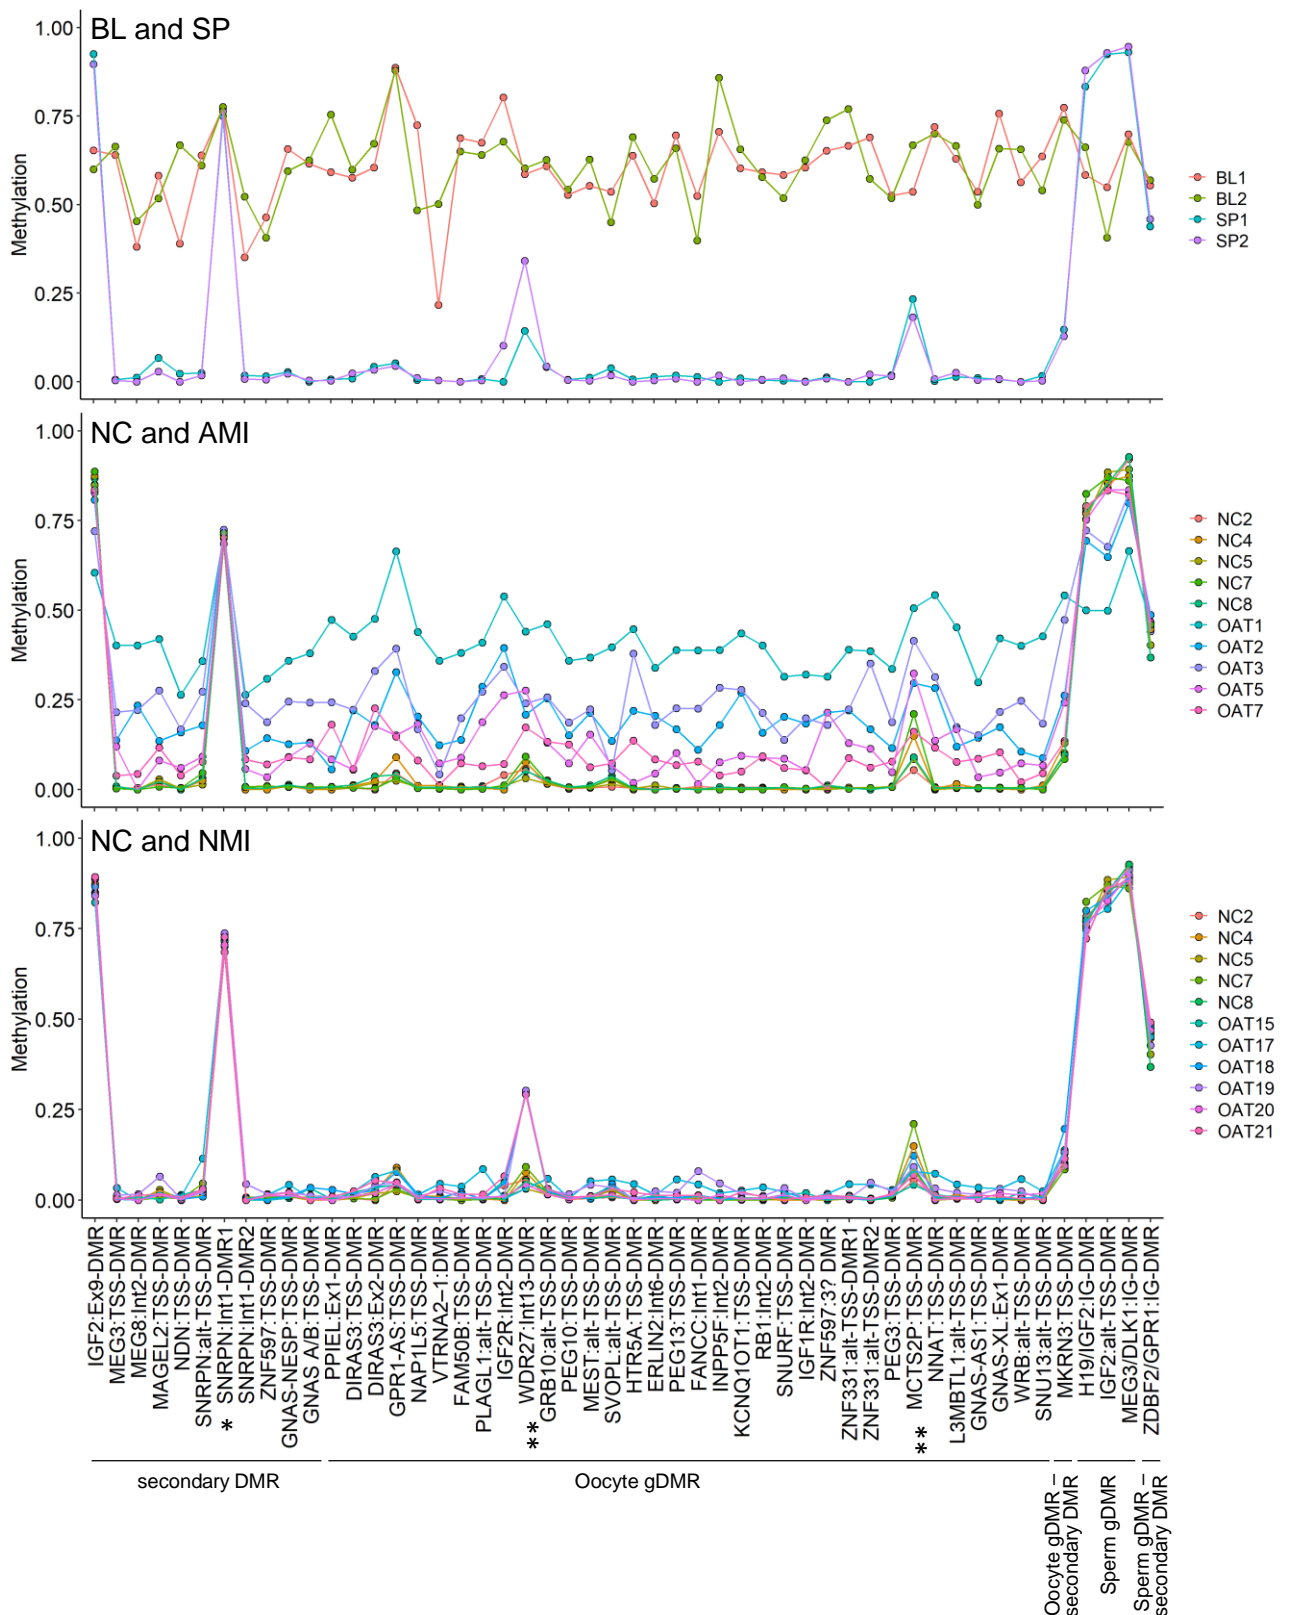 BL and SP
Methylation
1.00
0.75
0.50
0.25
0.00
BL1
BL2
SP1
SP2
NC and AMI
Methylation
1.00
0.75
0.50
0.25
0.00
NC2
NC4
NC5
NC7
NC8
OAT1
OAT2
OAT3
OAT5
OAT7
NC and NMI
Methylation
1.00
0.75
0.50
0.25
0.00
NC2
NC4
NC5
NC7
NC8
OAT15
OAT17
OAT18
OAT19
OAT20
OAT21
IGF2:Ex9-DMR
MEG3:TSS-DMR
MEG8:Int2-DMR
MAGEL2:TSS-DMR
NDN:TSS-DMR
SNRPN:alt-TSS-DMR
SNRPN:Int1-DMR1
*
SNRPN:Int1-DMR2
ZNF597:TSS-DMR
GNAS-NESP:TSS-DMR
GNAS A/B:TSS-DMR
PPIEL:Ex1-DMR
DIRAS3:TSS-DMR
DIRAS3:Ex2-DMR
GPR1-AS:TSS-DMR
NAP1L5:TSS-DMR
VTRNA2-1:DMR
FAM50B:TSS-DMR
PLAGL1:alt-TSS-DMR
IGF2R:Int2-DMR
WDR27:Int13-DMR
**
GRB10:alt-TSS-DMR
PEG10:TSS-DMR
MEST:alt-TSS-DMR
SVOPL:alt-TSS-DMR
HTR5A:TSS-DMR
ERLIN2:Int6-DMR
PEG13:TSS-DMR
FANCC:Int1-DMR
INPP5F:Int2-DMR
KCNQ1OT1:TSS-DMR
RB1:Int2-DMR
SNURF:TSS-DMR
IGF1R:Int2-DMR
ZNF597:3? DMR
ZNF331:alt-TSS-DMR1
ZNF331:alt-TSS-DMR2
PEG3:TSS-DMR
MCTS2P:TSS-DMR
**
NNAT:TSS-DMR
L3MBTL1:alt-TSS-DMR
GNAS-AS1:TSS-DMR
GNAS-XL:Ex1-DMR
WRB:alt-TSS-DMR
SNU13:alt-TSS-DMR
MKRN3:TSS-DMR
H19/IGF2:IG-DMR
IGF2:alt-TSS-DMR
MEG3/DLK1:IG-DMR
ZDBF2/GPR1:IG-DMR
secondary DMR
Oocyte gDMR
Oocyte gDMR –
secondary DMR
Sperm gDMR
Sperm gDMR –
secondary DMR